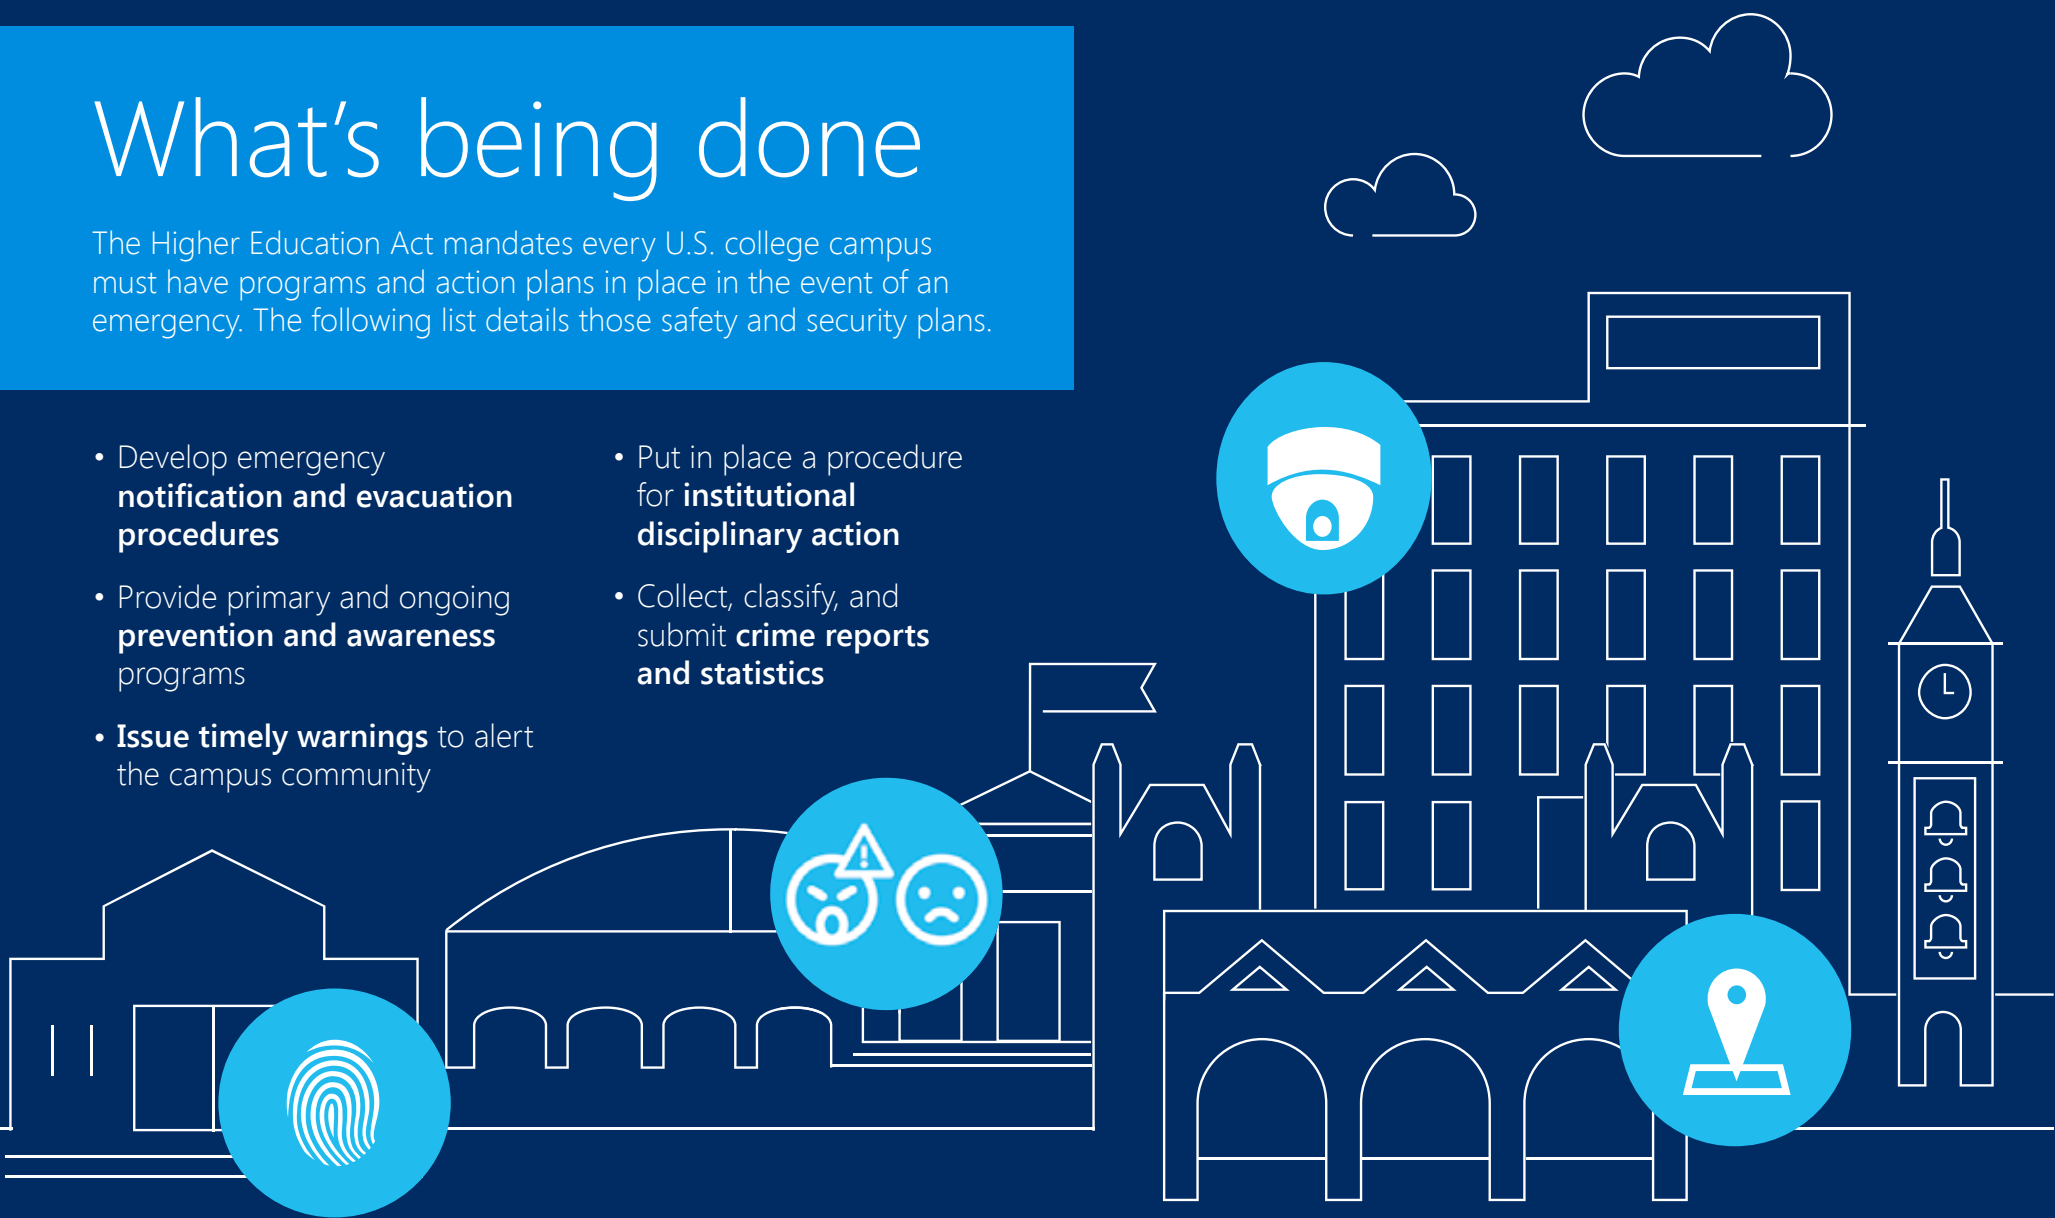 What's being done
The Higher Education Act mandates every U.S. college campus
must have programs and action plans in place in the event of an
emergency. The following list details those safety and security plans.
• Develop emergency
notification and evacuation
procedures
• Provide primary and ongoing
prevention and awareness
programs
• Issue timely warnings to alert
the campus community
• Put in place a procedure
for institutional
disciplinary action
• Collect, classify, and
submit crime reports
and statistics